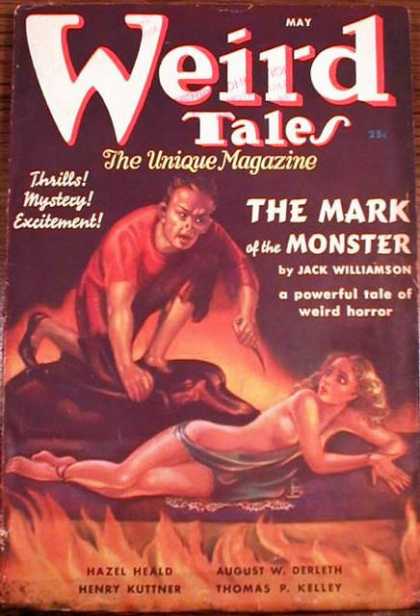 MAY
Weird
Tales
25c
The Unique Magazine
Thrills!
Mystery!
Excitement!
THE MARK
of the MONSTER
by JACK WILLIAMSON
a powerful tale of
weird horror
HAZEL HEALD
AUGUST W. DERLETH
HENRY KUTTNER
THOMAS P. KELLEY